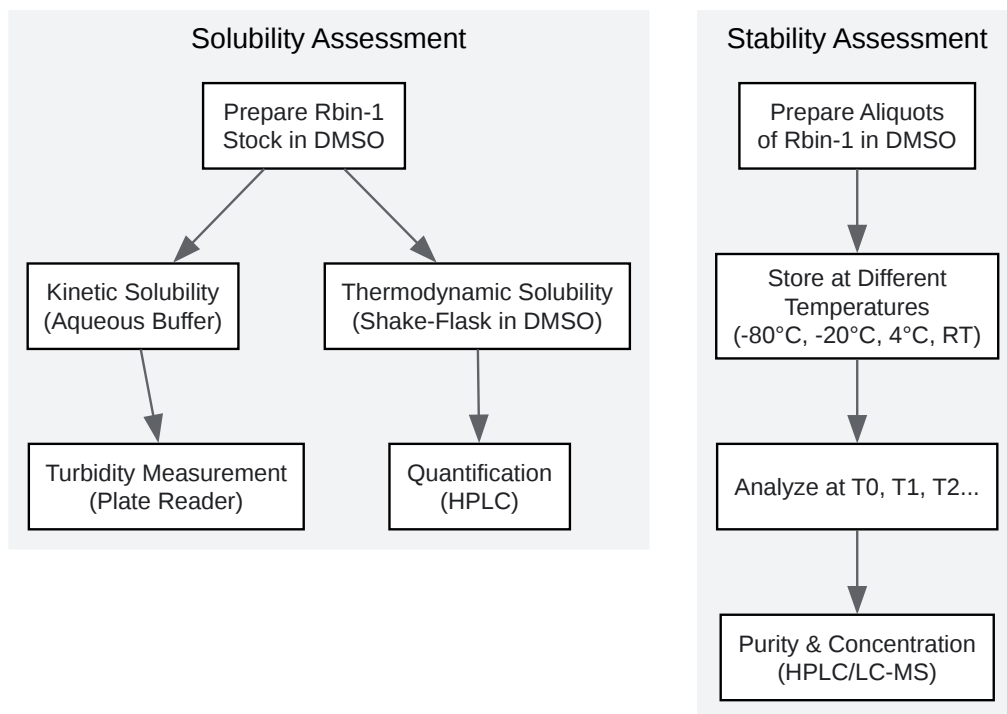 Solubility Assessment
Prepare Rbin-1
Stock in DMSO
Kinetic Solubility
(Aqueous Buffer)
Thermodynamic Solubility
(Shake-Flask in DMSO)
Turbidity Measurement
(Plate Reader)
Quantification
(HPLC)
Stability Assessment
Prepare Aliquots
of Rbin-1 in DMSO
Store at Different
Temperatures
(-80°C, -20°C, 4°C, RT)
Analyze at T0, T1, T2...
Purity & Concentration
(HPLC/LC-MS)